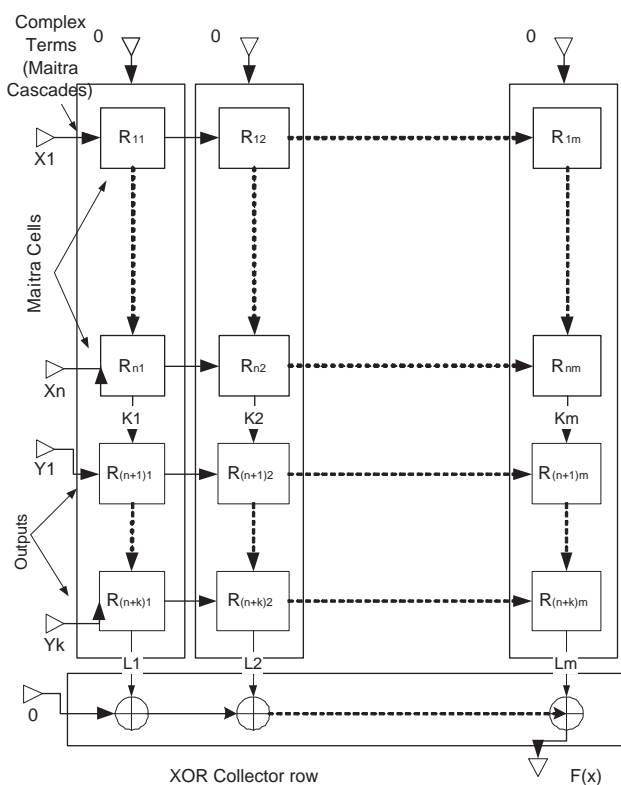 Complex
Terms
(Maitra
Cascades)
0
0
0
X1
R11
R12
R1m
Maitra Cells
Xn
Rn1
Rn2
Rnm
K1
K2
Km
Y1
R(n+1)1
R(n+1)2
R(n+1)m
Outputs
Yk
R(n+k)1
R(n+k)2
R(n+k)m
L1
L2
Lm
0
XOR Collector row
F(x)